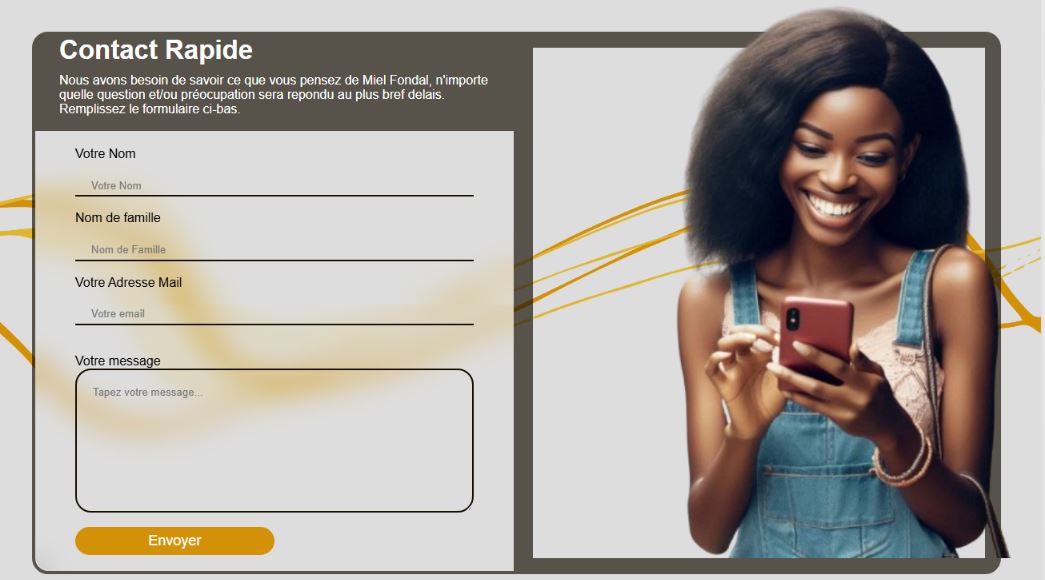 Contact Rapide
Nous avons besoin de savoir ce que vous pensez de Miel Fondal, n'importe
quelle question et/ou préocupation sera repondu au plus bref delais.
Remplissez le formulaire ci-bas.
Votre Nom
Votre Nom
Nom de famille
Nom de Famille
Votre Adresse Mail
Votre email
Votre message
Tapez votre message...
Envoyer